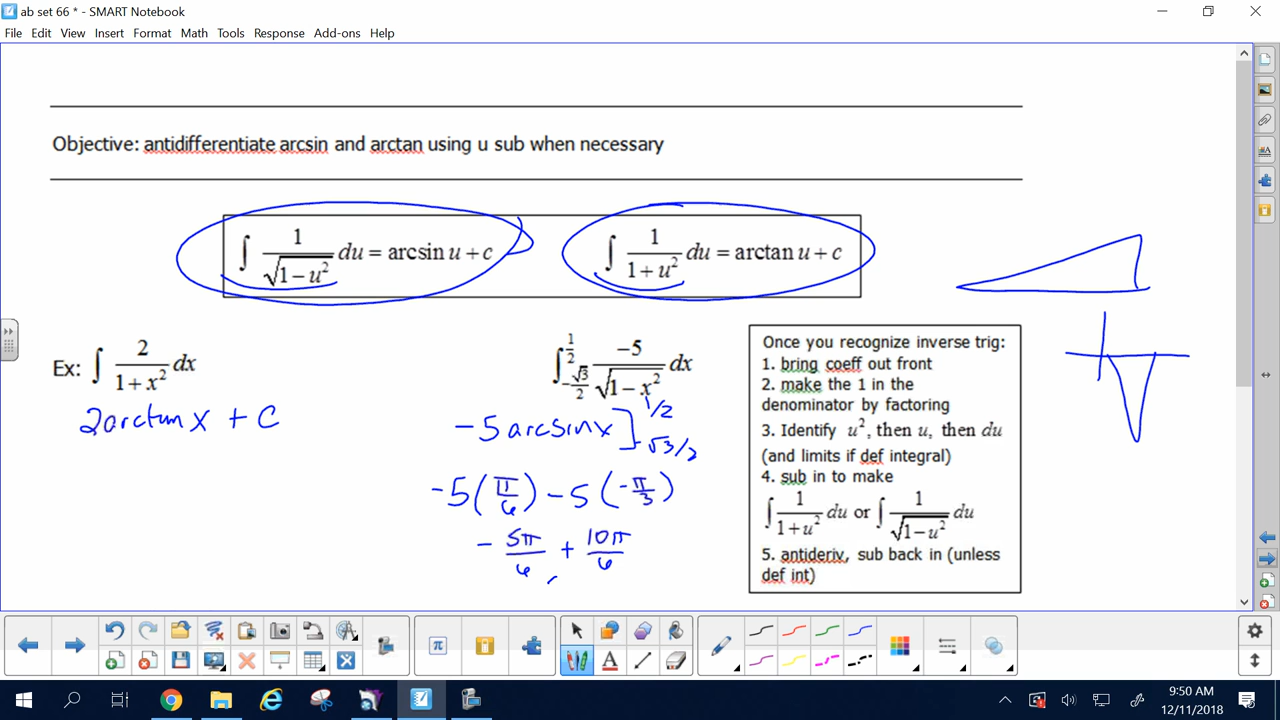 ab set 66 * - SMART Notebook
File Edit View Insert Format Math Tools Response Add-ons Help
Objective: antidifferentiate arcsin and arctan using u sub when necessary
∫ 1/√(1−u²) du = arcsin u + c
∫ 1/(1+u²) du = arctan u + c
Ex: ∫ 2/(1+x²) dx
2arctan x + C
∫_{-√3/2}^{1/2} −5/√(1−x²) dx
−5 arcsin x ]_{-√3/2}^{1/2}
−5(π/6) − 5(−π/3)
−5π/6 + 10π/6
Once you recognize inverse trig:
1. bring coeff out front
2. make the 1 in the
denominator by factoring
3. Identify u², then u, then du
(and limits if def integral)
4. sub in to make
∫ 1/(1+u²) du or ∫ 1/√(1−u²) du
5. antideriv, sub back in (unless
def int)
π
A
9:50 AM
12/11/2018